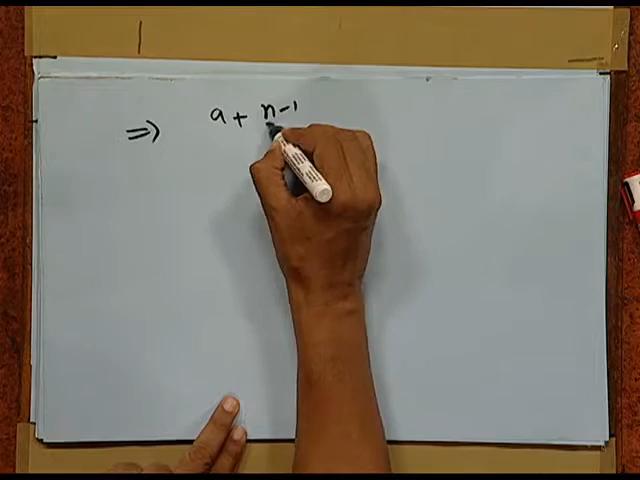 ⇒ a + n-1